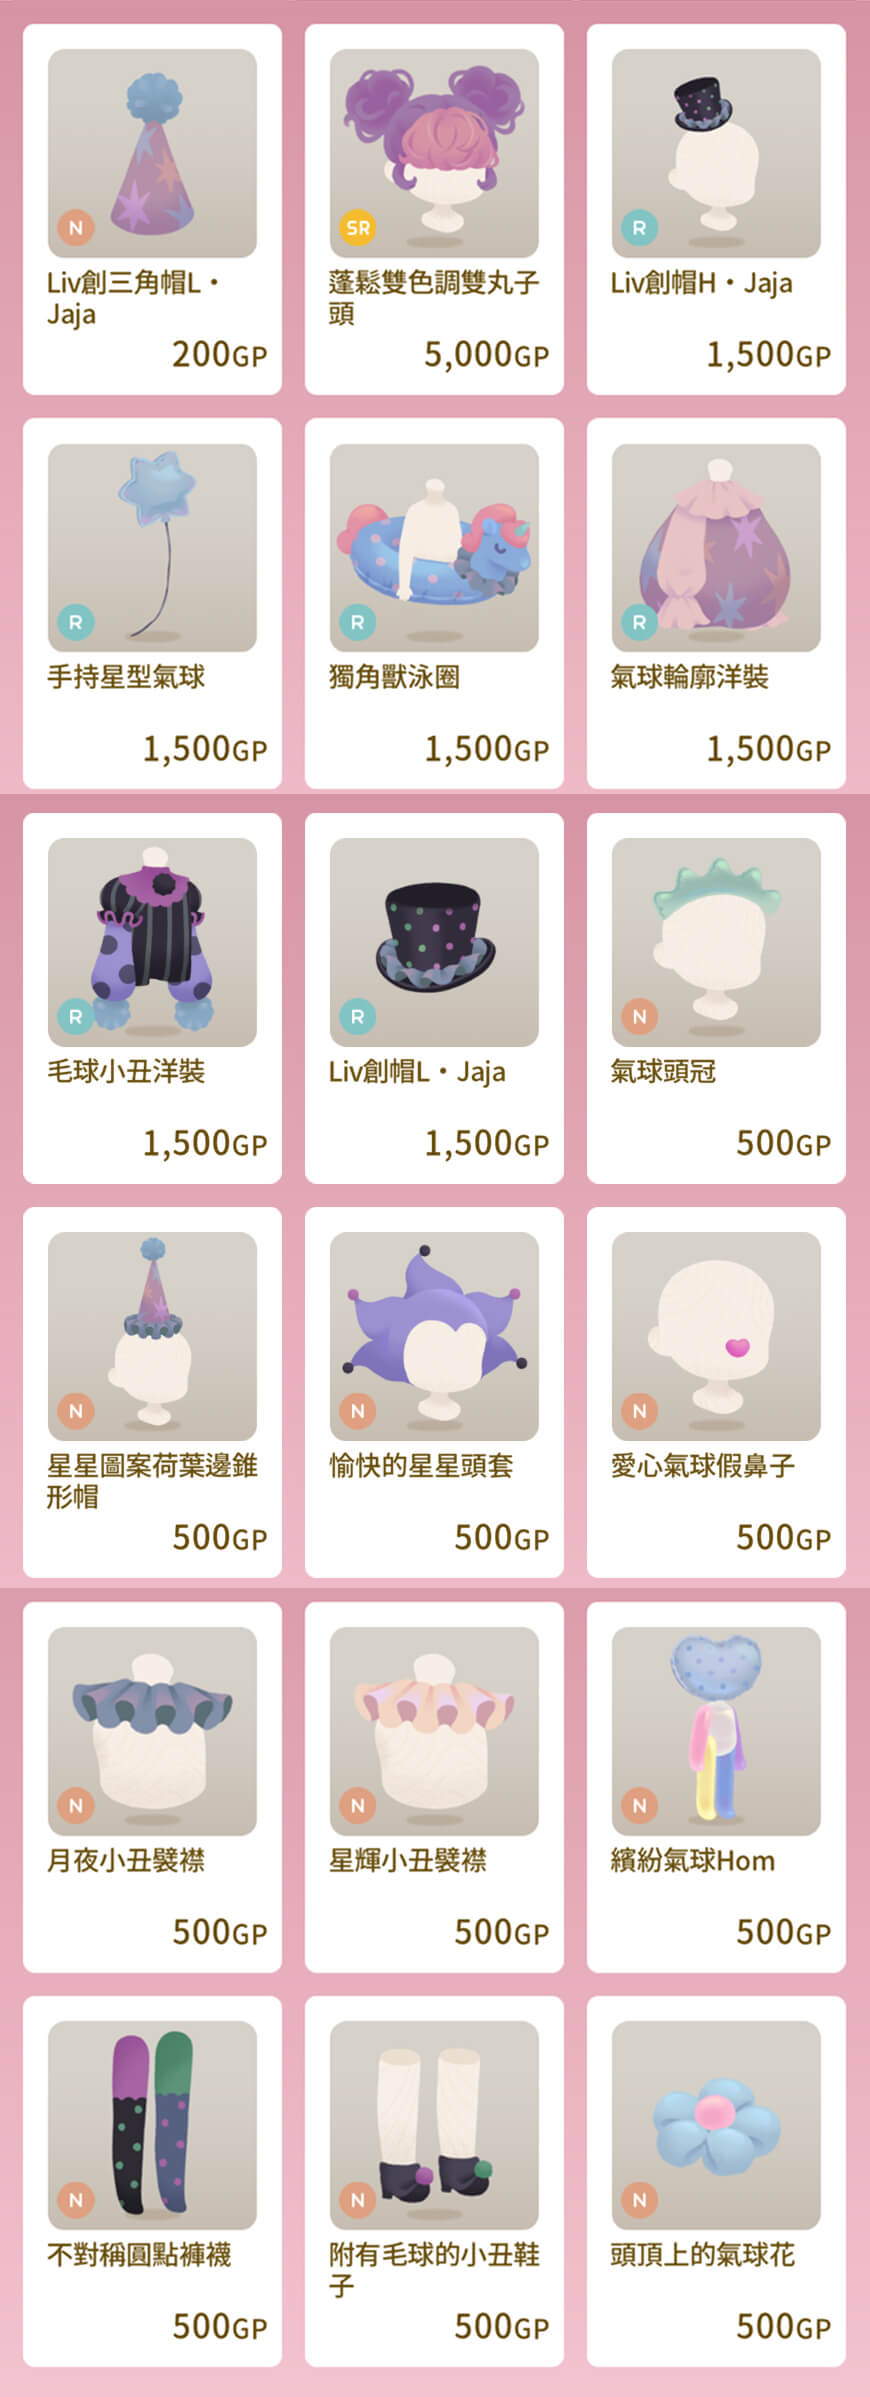 N
Liv創三角帽L・
Jaja
200GP
SR
蓬鬆雙色調雙丸子
頭
5,000GP
R
Liv創帽H・Jaja
1,500GP
R
手持星型氣球
1,500GP
R
獨角獸泳圈
1,500GP
R
氣球輪廓洋裝
1,500GP
R
毛球小丑洋裝
1,500GP
R
Liv創帽L・Jaja
1,500GP
N
氣球頭冠
500GP
N
星星圖案荷葉邊錐
形帽
500GP
N
愉快的星星頭套
500GP
N
愛心氣球假鼻子
500GP
N
月夜小丑襞襟
500GP
N
星輝小丑襞襟
500GP
N
繽紛氣球Hom
500GP
N
不對稱圓點褲襪
500GP
N
附有毛球的小丑鞋
子
500GP
N
頭頂上的氣球花
500GP